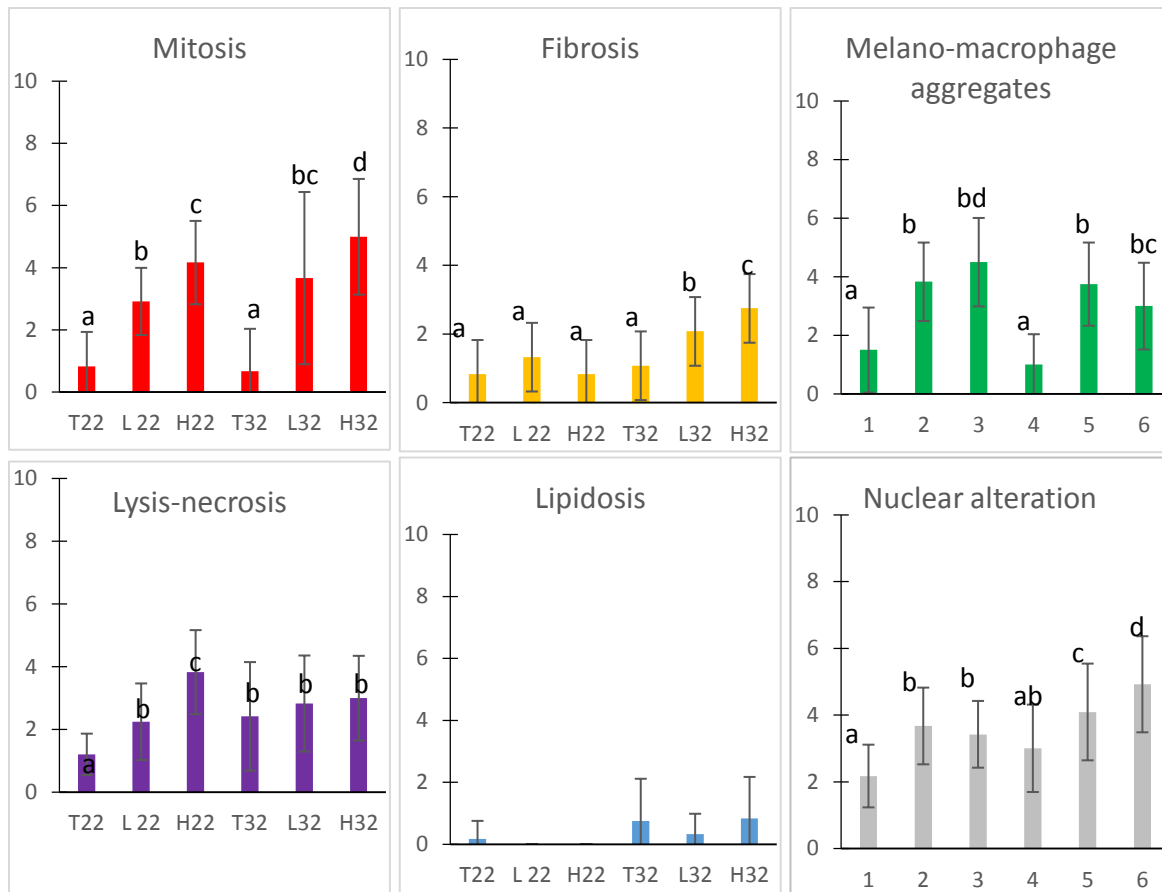 Mitosis
10
8
6
4
2
0
a
b
c
a
bc
d
T22 L 22 H22 T32 L32 H32
Fibrosis
10
8
6
4
2
0
a
a
a
a
b
c
T22 L 22 H22 T32 L32 H32
Melano-macrophage
aggregates
10
8
6
4
2
0
a
b
bd
a
b
bc
1 2 3 4 5 6
Lysis-necrosis
10
8
6
4
2
0
a
b
c
b
b
b
T22 L 22 H22 T32 L32 H32
Lipidosis
10
8
6
4
2
0
T22 L 22 H22 T32 L32 H32
Nuclear alteration
10
8
6
4
2
0
a
b
b
ab
c
d
1 2 3 4 5 6